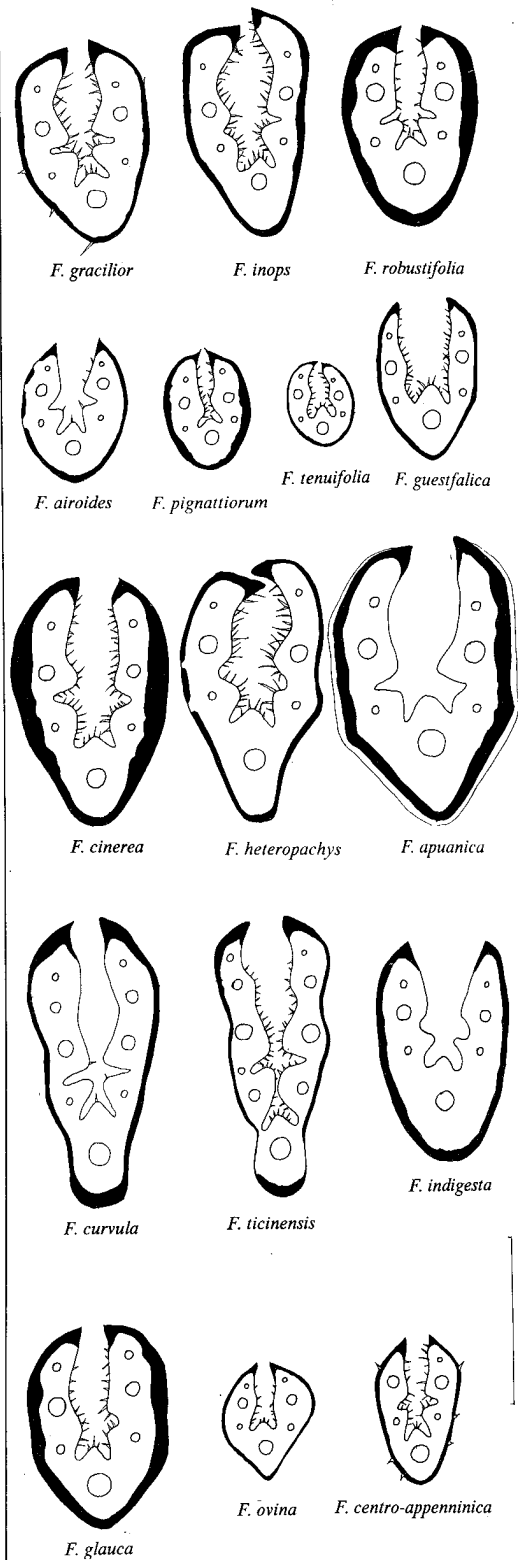 F. gracilior
F. inops
F. robustifolia
F. airoides
F. pignattiorum
F. tenuifolia
F. guestfalica
F. cinerea
F. heteropachys
F. apuanica
F. curvula
F. ticinensis
F. indigesta
F. glauca
F. ovina
F. centro-appenninica